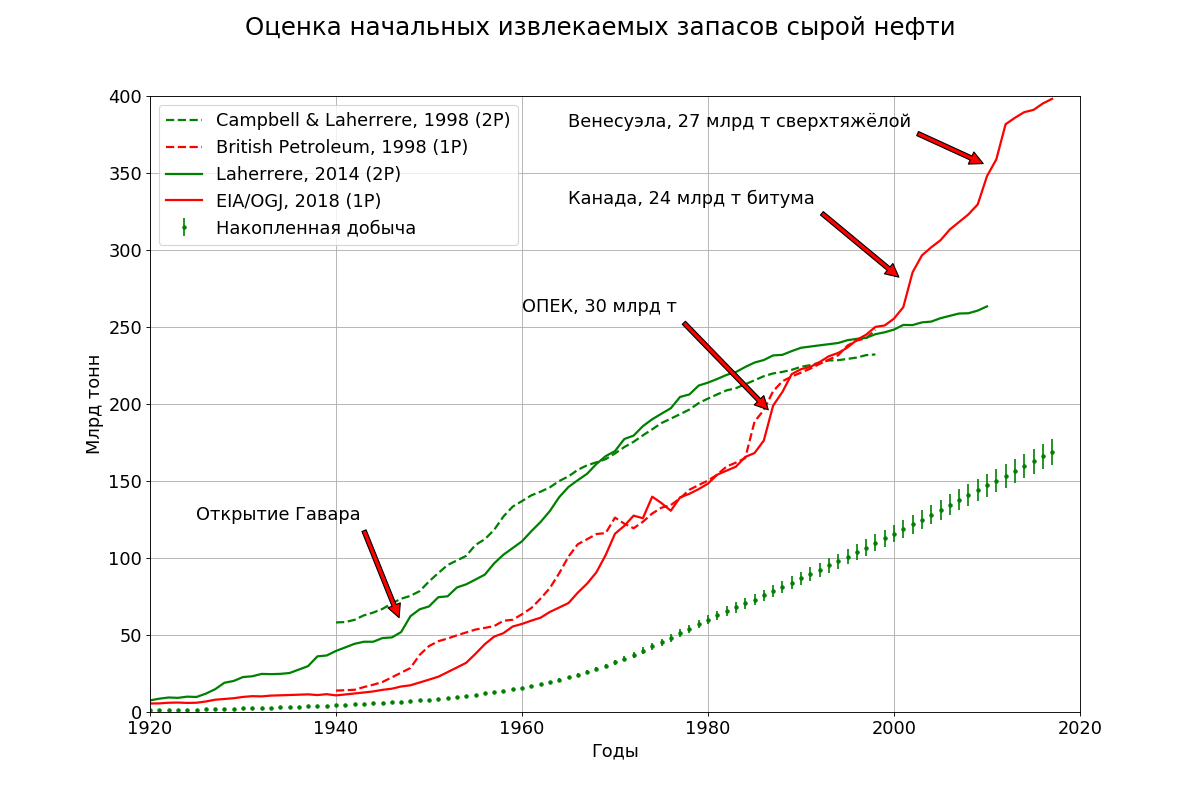 Оценка начальных извлекаемых запасов сырой нефти
400
350
300
250
200
150
100
50
0
Млрд тонн
Campbell & Laherrere, 1998 (2P)
British Petroleum, 1998 (1P)
Laherrere, 2014 (2P)
EIA/OGJ, 2018 (1P)
Накопленная добыча
Венесуэла, 27 млрд т сверхтяжёлой
Канада, 24 млрд т битума
ОПЕК, 30 млрд т
Открытие Гавара
1920 1940 1960 1980 2000 2020
Годы